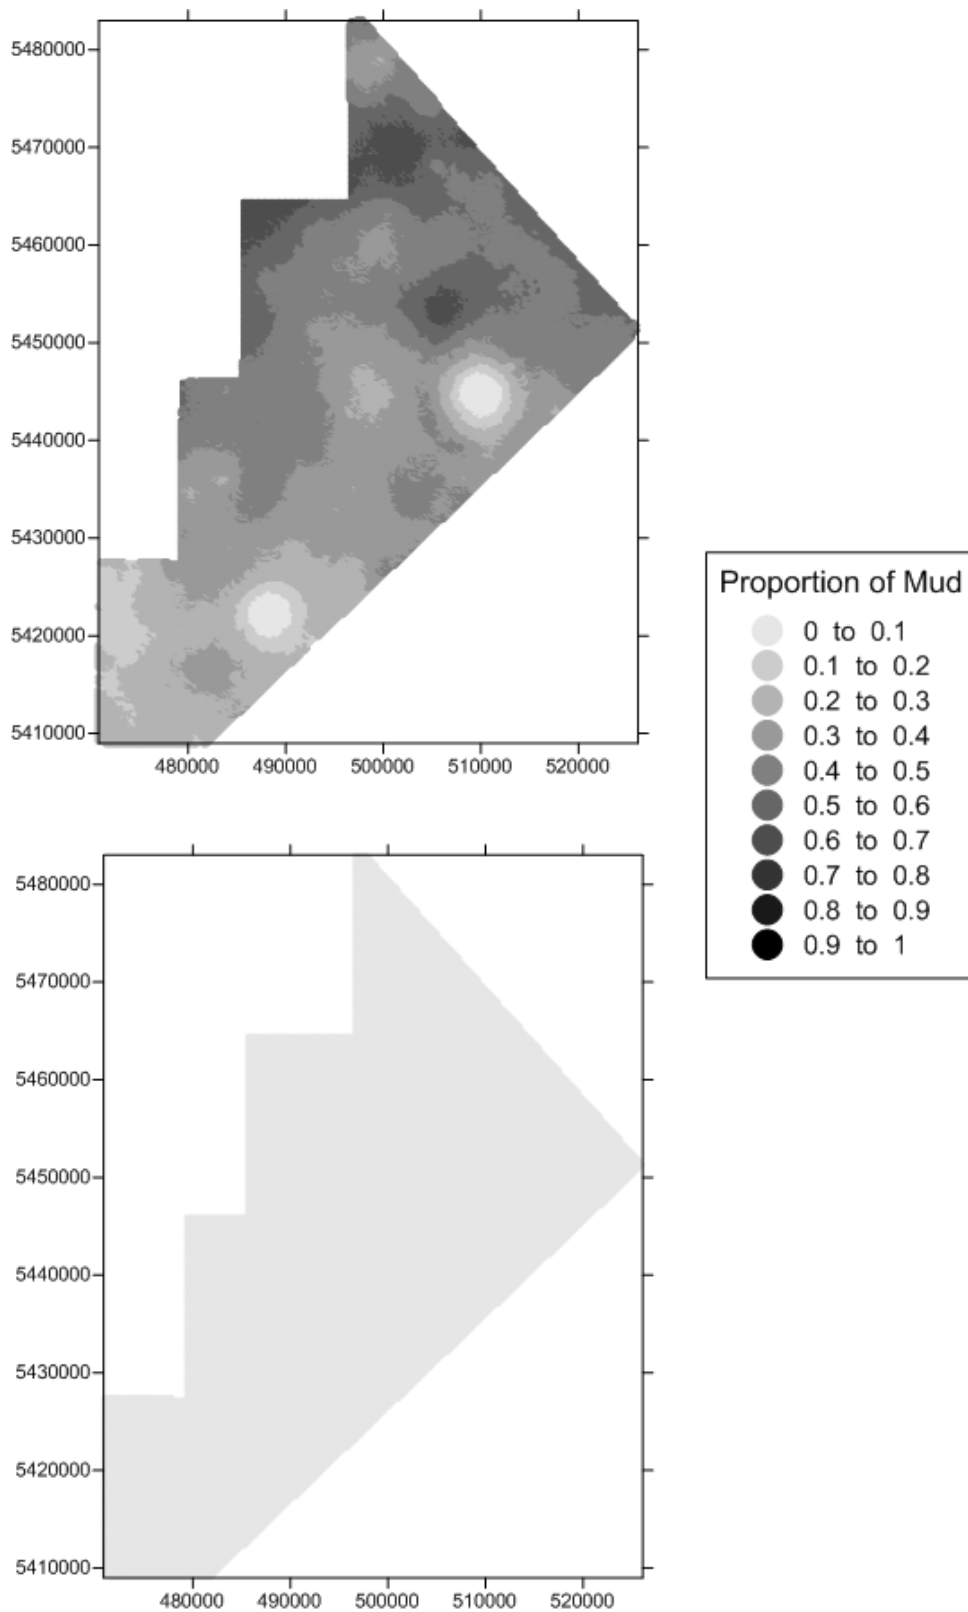 5480000
5470000
5460000
5450000
5440000
5430000
5420000
5410000
480000 490000 500000 510000 520000
Proportion of Mud
0 to 0.1
0.1 to 0.2
0.2 to 0.3
0.3 to 0.4
0.4 to 0.5
0.5 to 0.6
0.6 to 0.7
0.7 to 0.8
0.8 to 0.9
0.9 to 1
5480000
5470000
5460000
5450000
5440000
5430000
5420000
5410000
480000 490000 500000 510000 520000